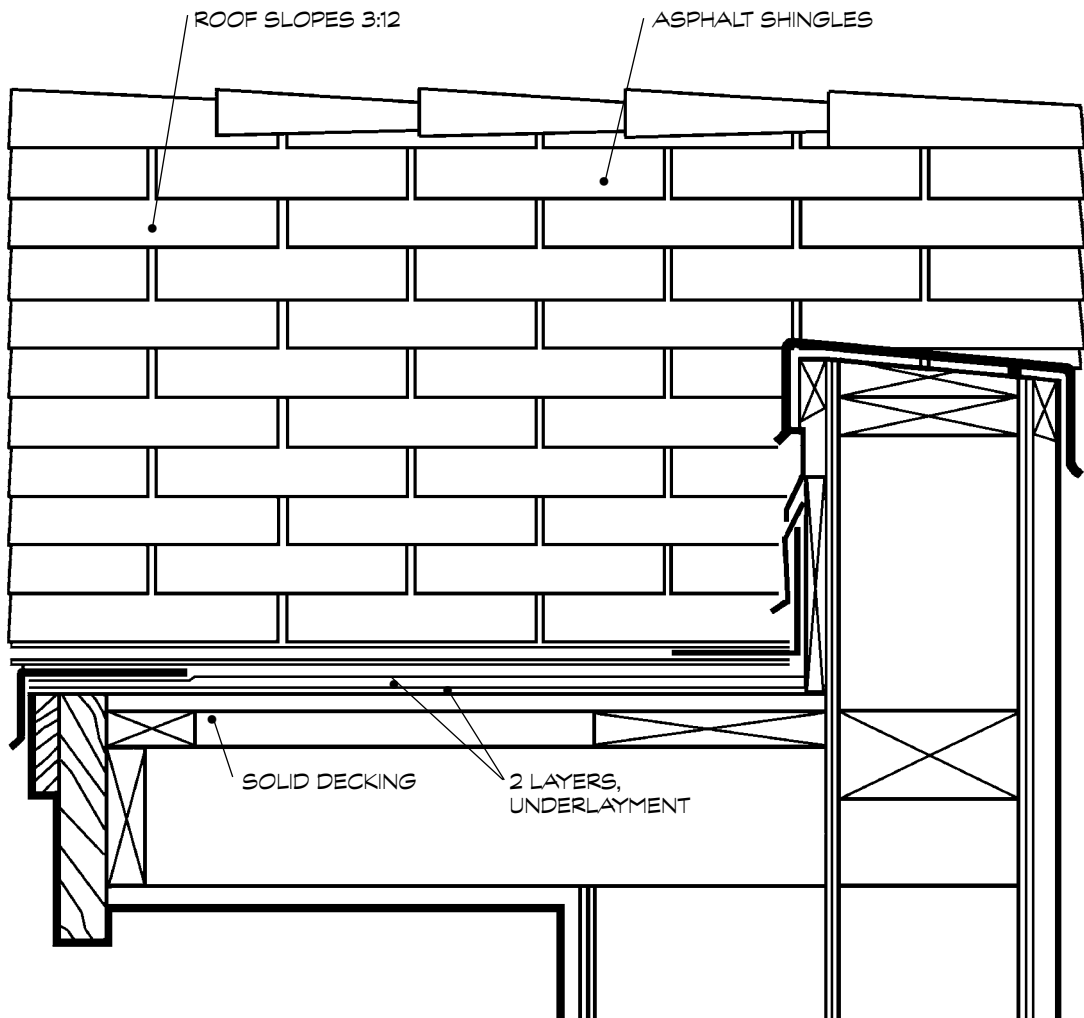 ROOF SLOPES 3:12
ASPHALT SHINGLES
SOLID DECKING
2 LAYERS,
UNDERLAYMENT